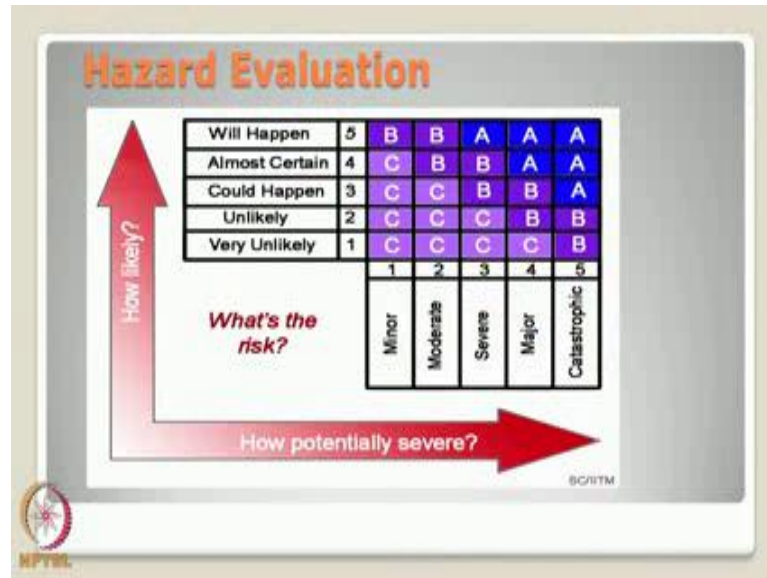 Hazard Evaluation
Will Happen 5 B B A A A
Almost Certain 4 C B B A A
Could Happen 3 C C B B A
Unlikely 2 C C C B B
Very Unlikely 1 C C C C B
1 2 3 4 5
Minor Moderate Severe Major Catastrophic
How likely?
What's the
risk?
How potentially severe?
SC/IITM
NPTEL